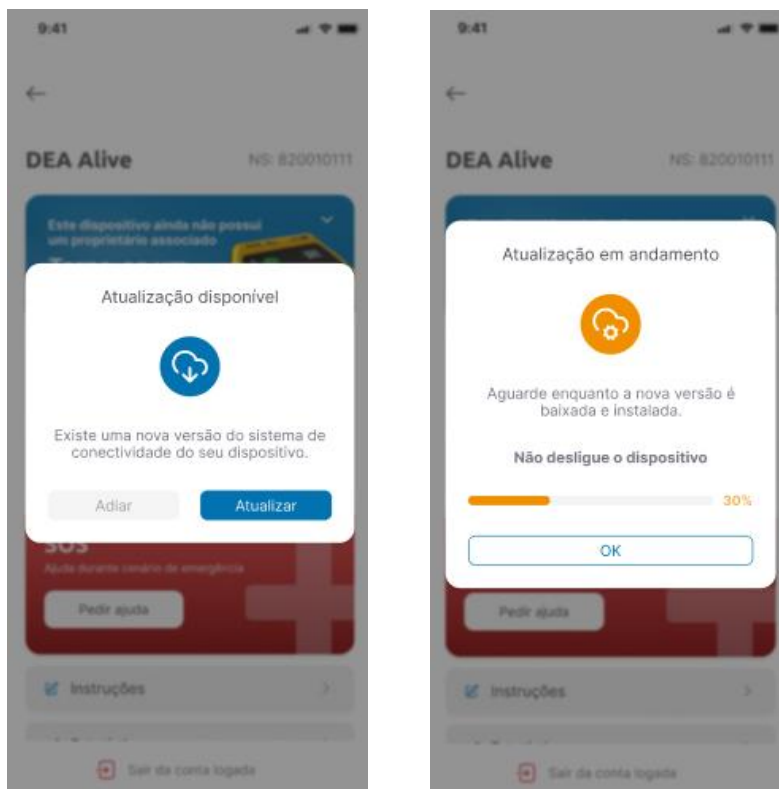 9:41
DEA Alive
NS: 820010111
Este dispositivo ainda não possui
um proprietário associado
Atualização disponível
Existe uma nova versão do sistema de
conectividade do seu dispositivo.
Adiar
Atualizar
SOS
Ajuda durante cenário de emergência
Pedir ajuda
Instruções
Sair da conta logada
9:41
DEA Alive
NS: 820010111
Atualização em andamento
Aguarde enquanto a nova versão é
baixada e instalada.
Não desligue o dispositivo
30%
OK
Pedir ajuda
Instruções
Sair da conta logada